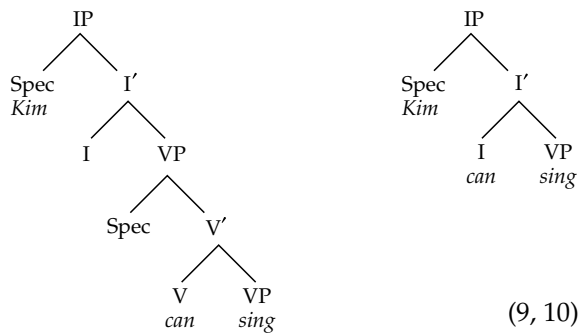 IP IP
Spec I′ Spec I′
Kim Kim
I VP I VP
can sing
Spec V′
V VP
can sing
(9, 10)